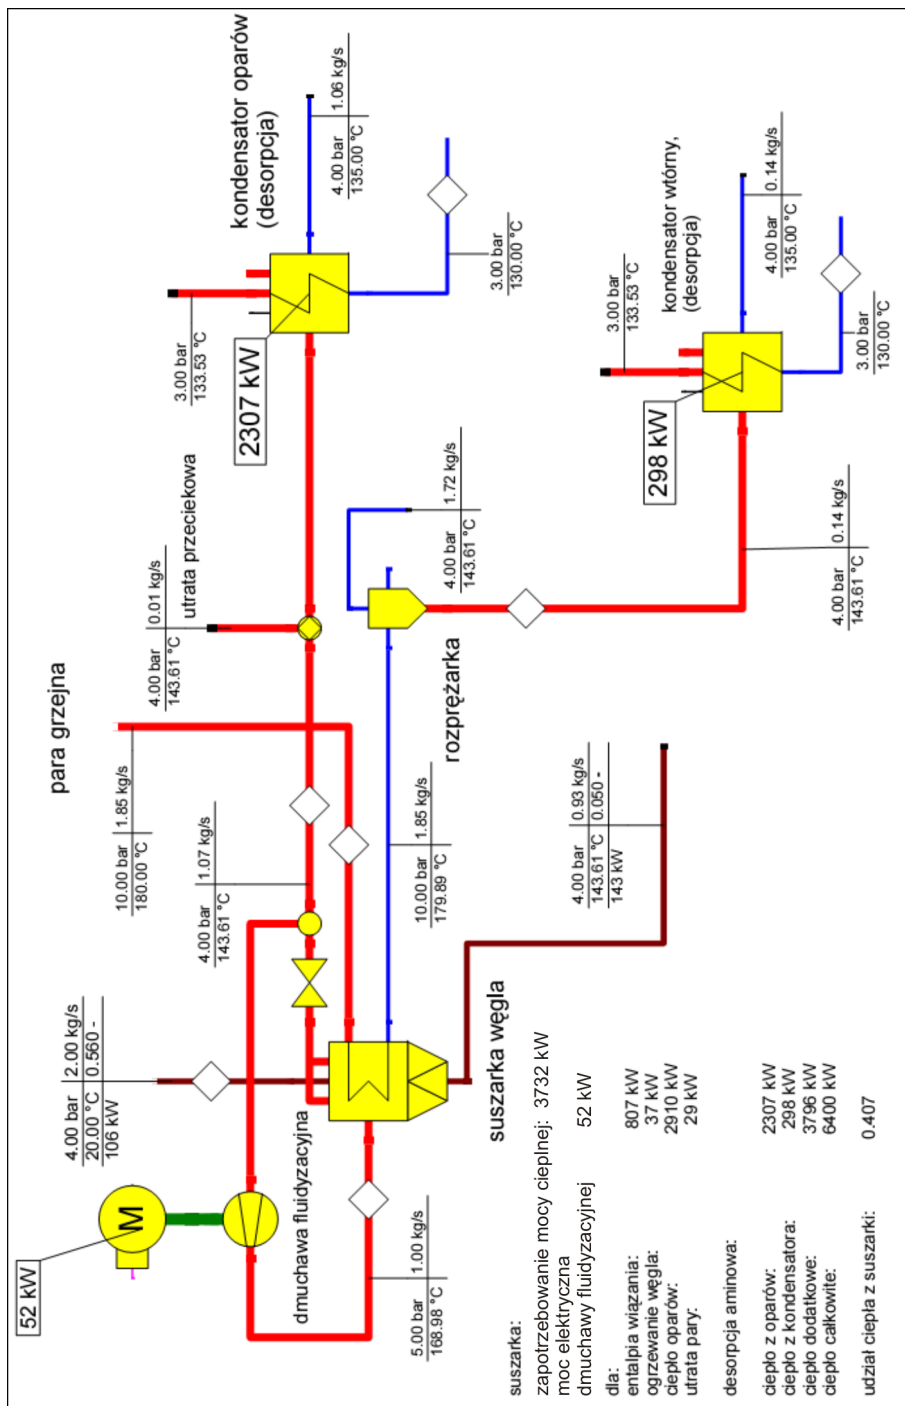 52 kW
M
dmuchawa fluidyzacyjna
5.00 bar
1.00 kg/s
168.98 °C
4.00 bar
2.00 kg/s
20.00 °C
0.560 -
106 kW
suszarka węgla
para grzejna
10.00 bar
1.85 kg/s
180.00 °C
4.00 bar
1.07 kg/s
143.61 °C
4.00 bar
0.01 kg/s
143.61 °C
utrata przeciekowa
10.00 bar
1.85 kg/s
179.89 °C
rozprężarka
4.00 bar
0.93 kg/s
143.61 °C
0.050 -
143 kW
4.00 bar
1.72 kg/s
143.61 °C
3.00 bar
133.53 °C
2307 kW
kondensator oparów
(desorpcja)
4.00 bar
1.06 kg/s
135.00 °C
3.00 bar
130.00 °C
4.00 bar
0.14 kg/s
143.61 °C
298 kW
3.00 bar
133.53 °C
kondensator wtórny,
(desorpcja)
4.00 bar
0.14 kg/s
135.00 °C
3.00 bar
130.00 °C
suszarka:
zapotrzebowanie mocy cieplnej: 3732 kW
moc elektryczna
dmuchawy fluidyzacyjnej 52 kW
dla:
entalpia wiązania: 807 kW
ogrzewanie węgla: 37 kW
ciepło oparów: 2910 kW
utrata pary: 29 kW
desorpcja aminowa:
ciepło z oparów: 2307 kW
ciepło z kondensatora: 298 kW
ciepło dodatkowe: 3796 kW
ciepło całkowite: 6400 kW
udział ciepła z suszarki: 0.407